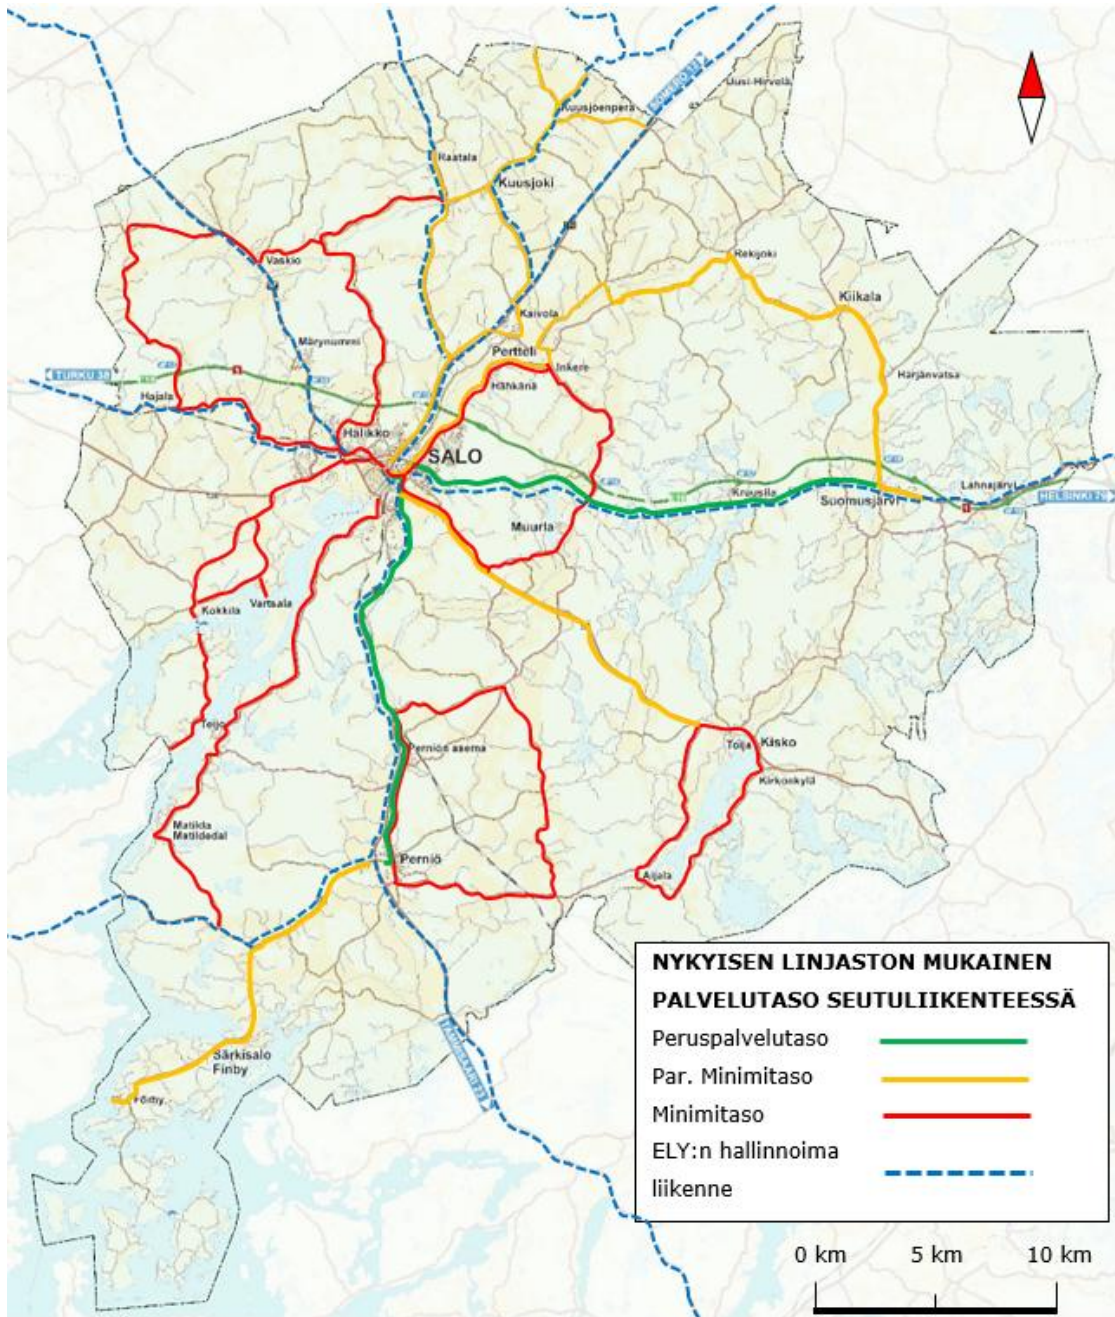 Uusi-Hirvelä
SOMERO 18
Kuusjoenperä
Raatala
Kuusjoki
Vaskio
Rekijoki
Kiikala
Kaivola
Märynummi
Pertteli
Inkere
TURKU 38
Hajala
Hähkänä
Harjänvatsa
Halikko
SALO
Kruusila
Suomusjärvi
Lahnajärvi
HELSINKI 79
Muurla
Kokkila
Vartsala
Teijo
Perniön asema
Toija
Kisko
Kirkonkylä
Matilda
Matildedal
Perniö
Aijala
Särkisalo
Finby
Förby
NYKYISEN LINJASTON MUKAINEN
PALVELUTASO SEUTULIIKENTEESSÄ
Peruspalvelutaso
Par. Minimitaso
Minimitaso
ELY:n hallinnoima
liikenne
0 km 5 km 10 km